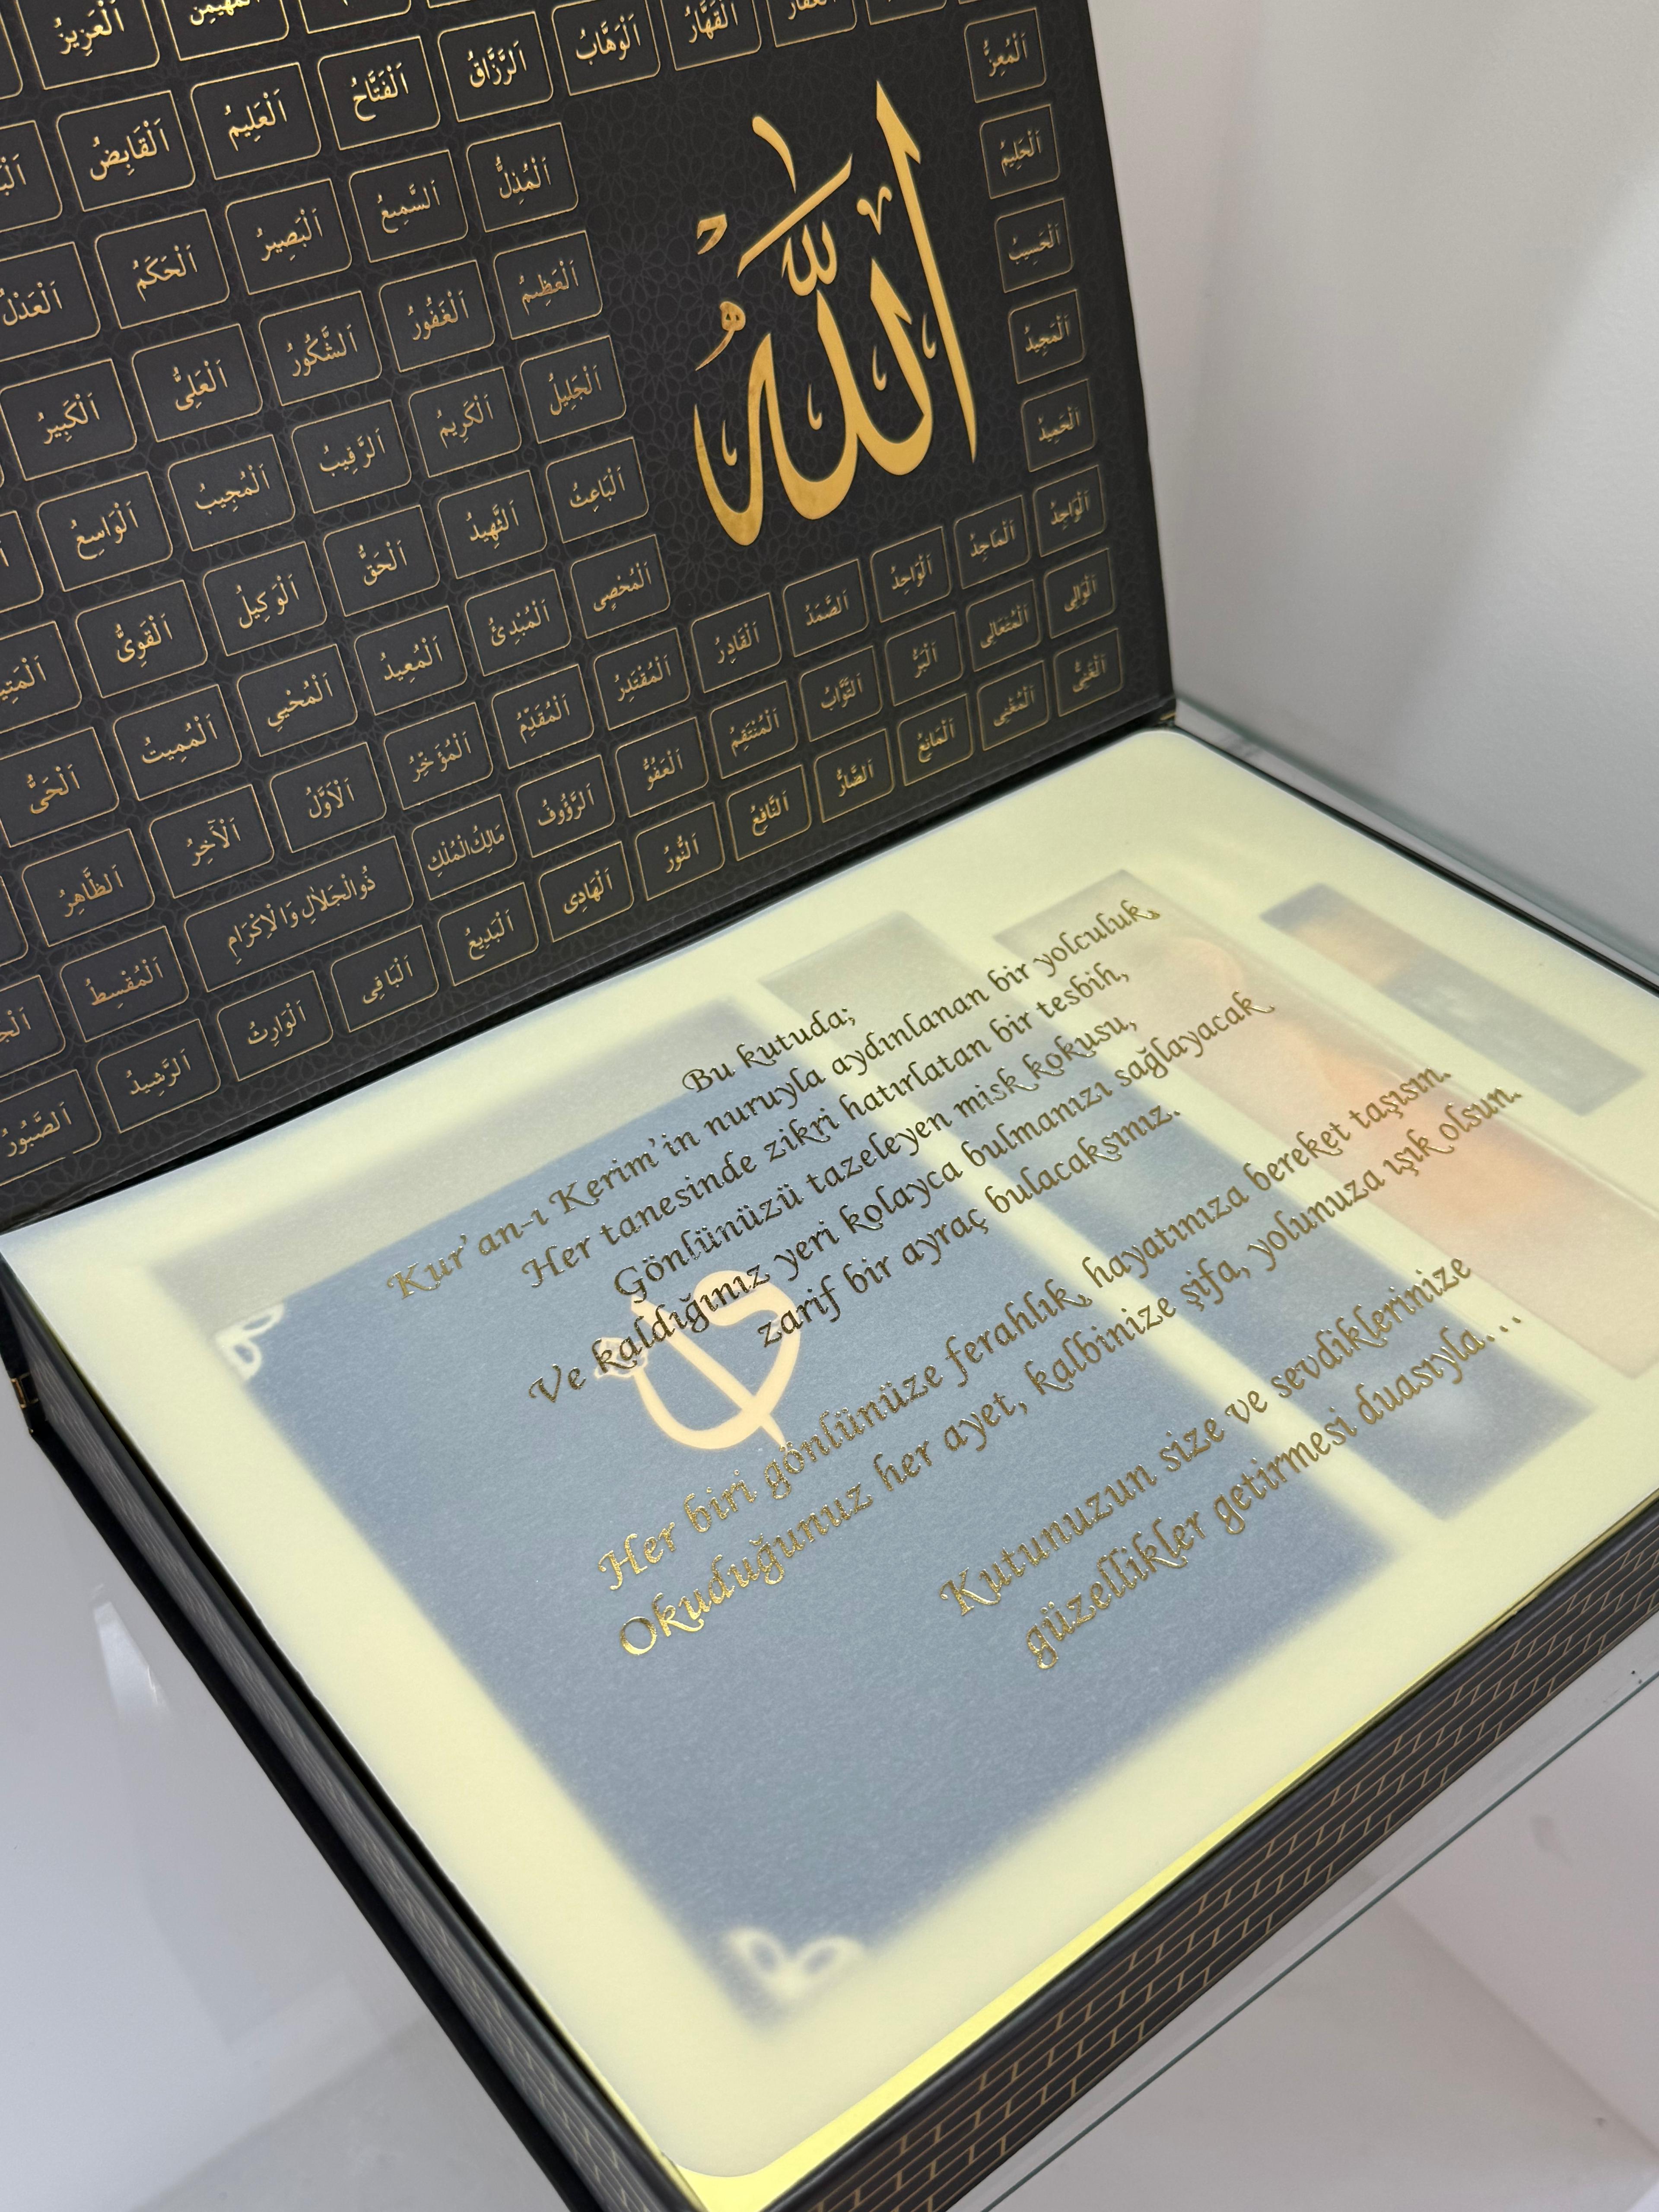 اَلْعَزِيزُ
اَلْقَهَّارُ
اَلْوَهَّابُ
اَلرَّزَّاقُ
اَلْفَتَّاحُ
اَلْعَلِيمُ
اَلْقَابِضُ
اَلْمُعِزُّ
اَلْمُذِلُّ
اَلسَّمِيعُ
اَلْبَصِيرُ
اَلْحَكَمُ
اَلْعَدْلُ
اَللّٰهُ
اَلْحَلِيمُ
اَلْعَظِيمُ
اَلْغَفُورُ
اَلشَّكُورُ
اَلْعَلِىُّ
اَلْكَبِيرُ
اَلْحَسِيبُ
اَلْجَلِيلُ
اَلْكَرِيمُ
اَلرَّقِيبُ
اَلْمُجِيبُ
اَلْوَاسِعُ
اَلْمَجِيدُ
اَلْبَاعِثُ
اَلشَّهِيدُ
اَلْحَقُّ
اَلْوَكِيلُ
اَلْقَوِىُّ
اَلْحَمِيدُ
اَلْمُحْصِى
اَلْمُبْدِئُ
اَلْمُعِيدُ
اَلْمُحْيِي
اَلْمُمِيتُ
اَلْحَىُّ
اَلْوَاجِدُ
اَلْمَاجِدُ
اَلْوَاحِدُ
اَلصَّمَدُ
اَلْقَادِرُ
اَلْمُقْتَدِرُ
اَلْمُقَدِّمُ
اَلْمُؤَخِّرُ
اَلْاَوَّلُ
اَلْآخِرُ
اَلظَّاهِرُ
اَلْوَالِى
اَلْمُتَعَالِى
اَلْبَرُّ
اَلتَّوَّابُ
اَلْمُنْتَقِمُ
اَلْعَفُوُّ
اَلرَّؤُوفُ
مَالِكُ الْمُلْكِ
ذُو الْجَلَالِ وَالْاِكْرَامِ
اَلْمُقْسِطُ
اَلْغَنِىُّ
اَلْمُغْنِى
اَلْمَانِعُ
اَلضَّارُّ
اَلنَّافِعُ
اَلنُّورُ
اَلْهَادِى
اَلْبَدِيعُ
اَلْبَاقِى
اَلْوَارِثُ
اَلرَّشِيدُ
اَلصَّبُورُ
Bu kutuda;
Kur'an-ı Kerim'in nuruyla aydınlanan bir yolculuk,
Her tanesinde zikri hatırlatan bir tesbih,
Gönlünüzü tazeleyen misk kokusu,
Ve kaldığınız yeri kolayca bulmanızı sağlayacak
zarif bir ayraç bulacaksınız.
Her biri gönlünüze ferahlık, hayatınıza bereket taşısın.
Okuduğunuz her ayet, kalbinize şifa, yolunuza ışık olsun.
Kutunuzun size ve sevdiklerinize
güzellikler getirmesi duasıyla...